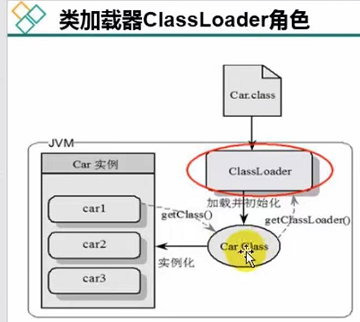 类加载器ClassLoader角色
Car.class
JVM
Car 实例
ClassLoader
加载并初始化
car1
getClass()
getClassLoader()
car2
Car Class
实例化
car3